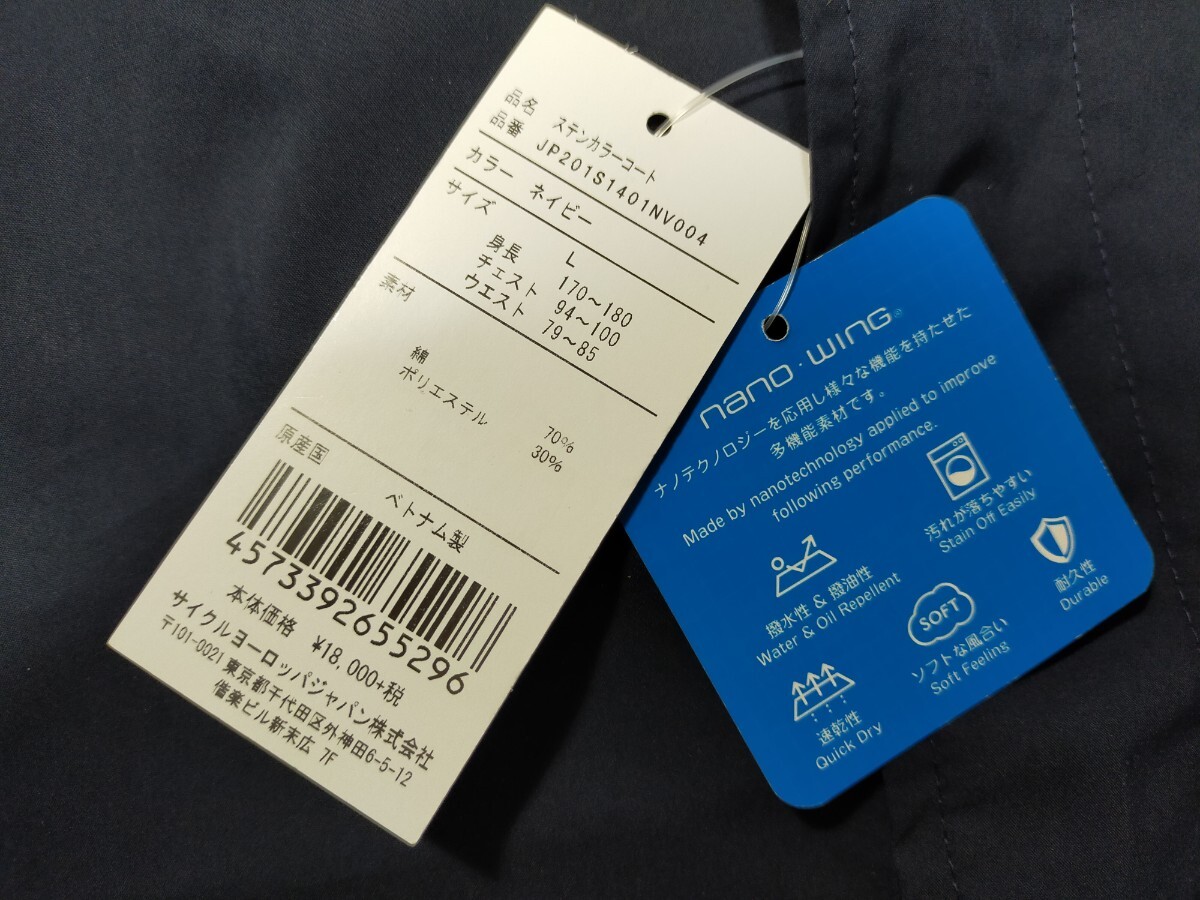 品名 ステンカラーコート
品番 JP201S1401NV004
カラー ネイビー
サイズ
L
身長 170～180
チェスト 94～100
ウエスト 79～85
素材
綿 70%
ポリエステル 30%
原産国
ベトナム製
4573392655296
本体価格 ¥18,000+税
サイクルヨーロッパジャパン株式会社
〒101-0021 東京都千代田区外神田6-5-12
偕楽ビル新末広 7F
nano・WING®
ナノテクノロジーを応用し様々な機能を持たせた
多機能素材です。
Made by nanotechnology applied to improve
following performance.
撥水性 & 撥油性
Water & Oil Repellent
汚れが落ちやすい
Stain Off Easily
速乾性
Quick Dry
SOFT
ソフトな風合い
Soft Feeling
耐久性
Durable